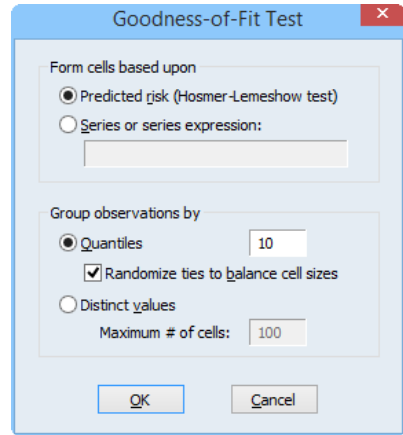 Goodness-of-Fit Test
Form cells based upon
Predicted risk (Hosmer-Lemeshow test)
Series or series expression:
Group observations by
Quantiles 10
Randomize ties to balance cell sizes
Distinct values
Maximum # of cells: 100
OK Cancel